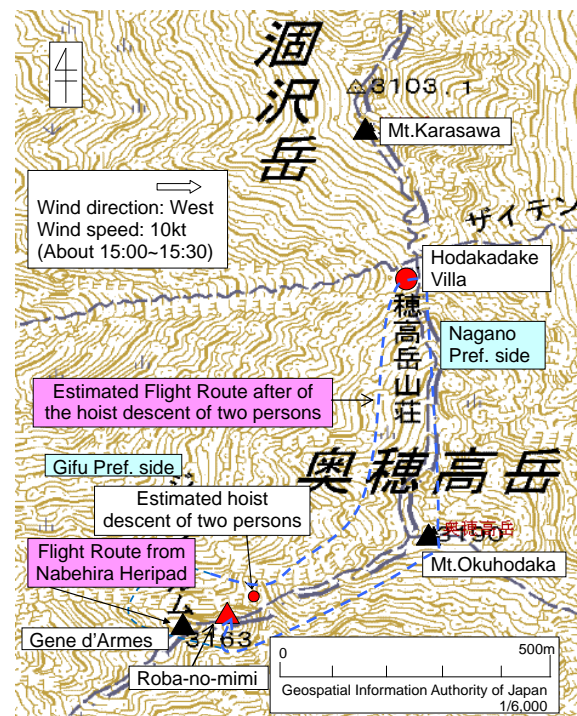 涸沢岳
3103.1
Mt.Karasawa
Wind direction: West
Wind speed: 10kt
(About 15:00~15:30)
ザイテン
Hodakadake
Villa
穂高岳山荘
Nagano
Pref. side
Estimated Flight Route after of
the hoist descent of two persons
奥穂高岳
Gifu Pref. side
Estimated hoist
descent of two persons
奥穂高岳
3190
Flight Route from
Nabehira Heripad
Mt.Okuhodaka
Gene d’Armes
3163
Roba-no-mimi
0
500m
Geospatial Information Authority of Japan
1/6,000